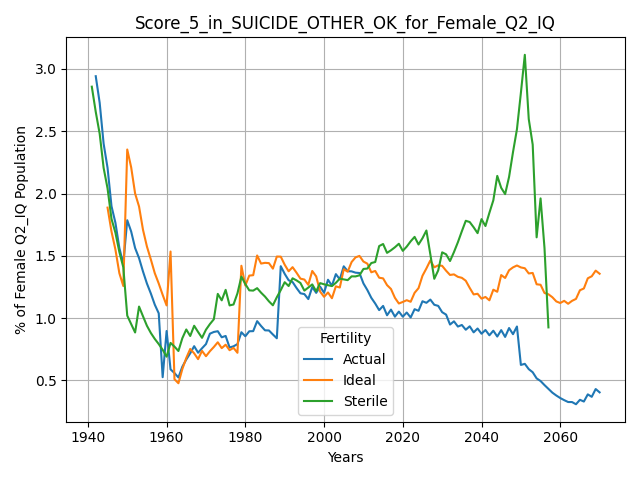 Score_5_in_SUICIDE_OTHER_OK_for_Female_Q2_IQ
% of Female Q2_IQ Population
3.0
2.5
2.0
1.5
1.0
0.5
Fertility
Actual
Ideal
Sterile
1940
1960
1980
2000
2020
2040
2060
Years